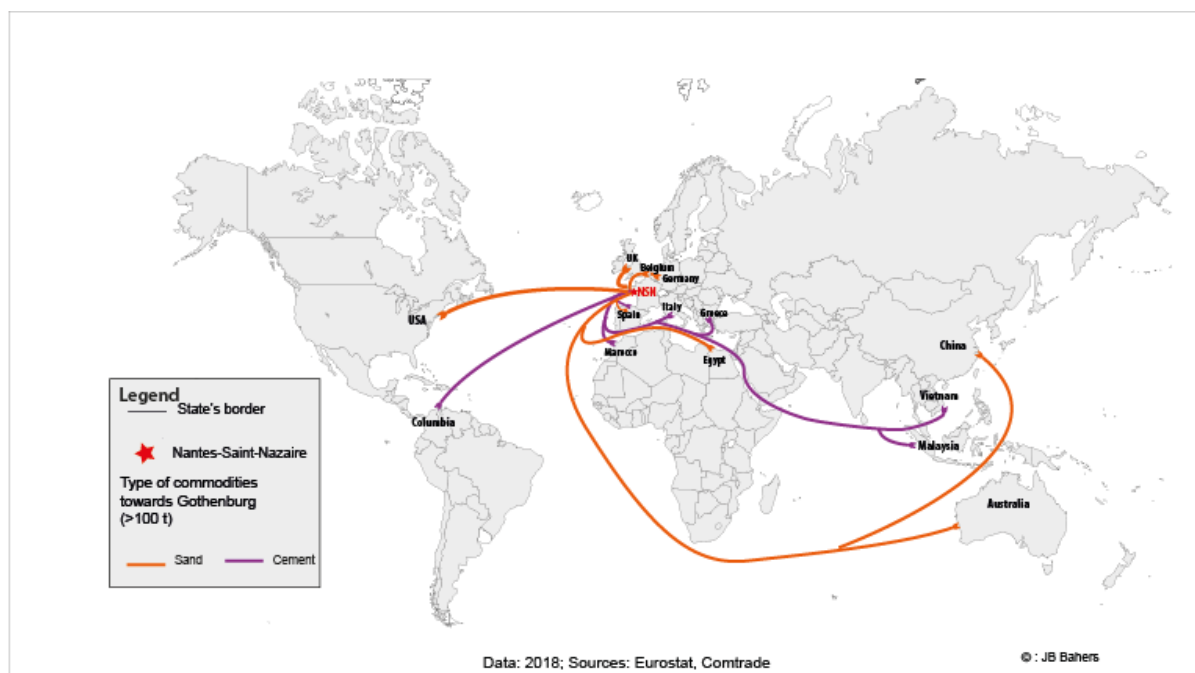 UK
Belgium
Germany
NSN
USA
Spain
Italy
Greece
Marocco
Egypt
China
Columbia
Vietnam
Malaysia
Australia
Legend
State's border
Nantes-Saint-Nazaire
Type of commodities
towards Gothenburg
(>100 t)
Sand
Cement
Data: 2018; Sources: Eurostat, Comtrade
© : JB Bahers